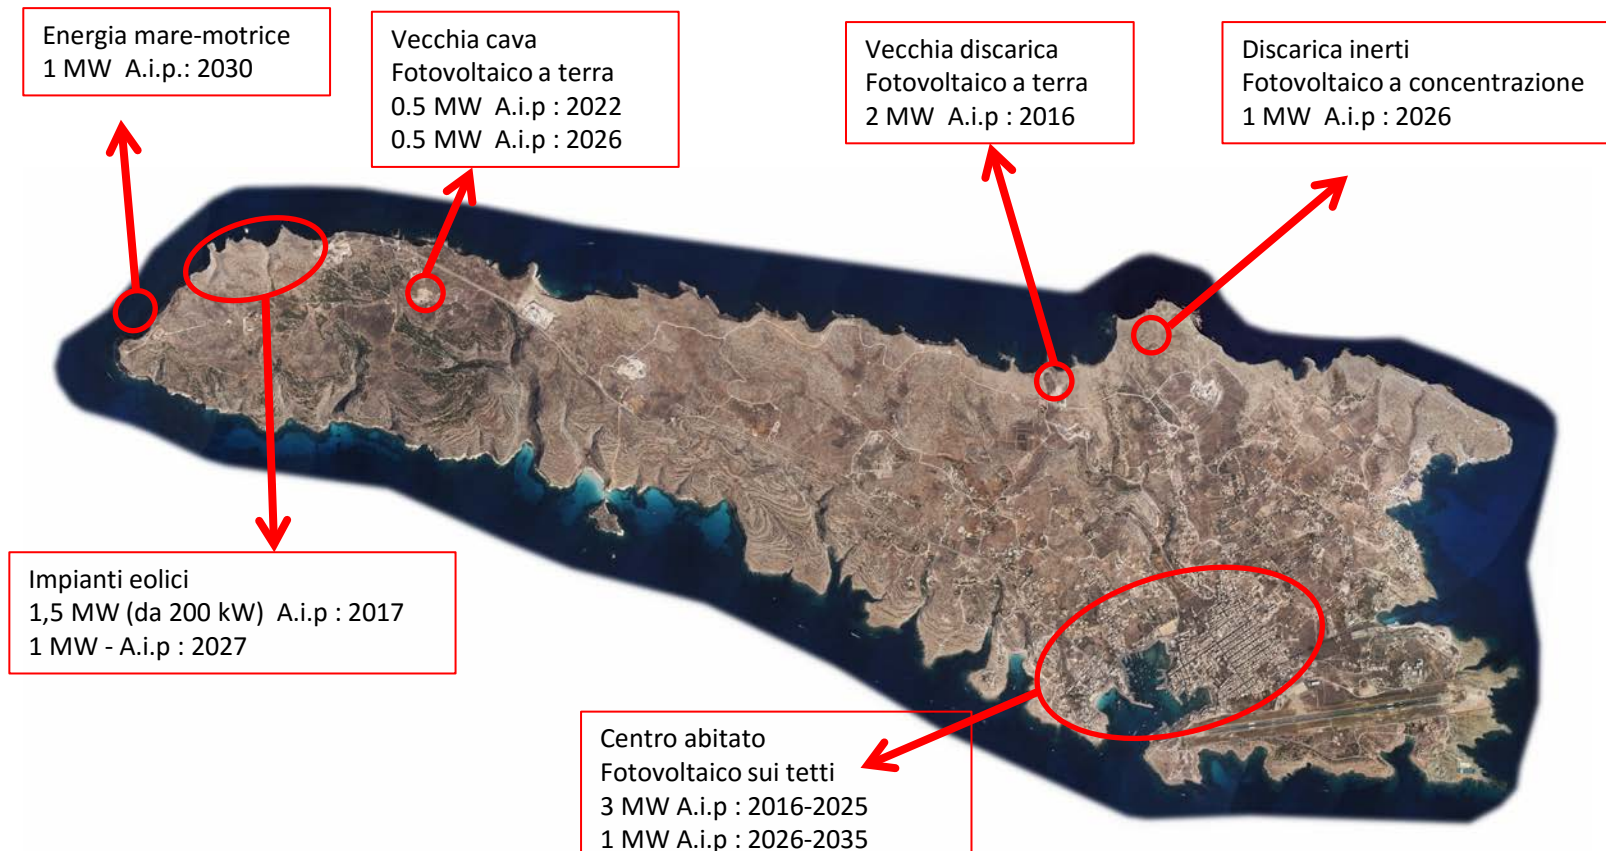 Energia mare-motrice
1 MW A.i.p.: 2030
Vecchia cava
Fotovoltaico a terra
0.5 MW A.i.p : 2022
0.5 MW A.i.p : 2026
Vecchia discarica
Fotovoltaico a terra
2 MW A.i.p : 2016
Discarica inerti
Fotovoltaico a concentrazione
1 MW A.i.p : 2026
Impianti eolici
1,5 MW (da 200 kW) A.i.p : 2017
1 MW - A.i.p : 2027
Centro abitato
Fotovoltaico sui tetti
3 MW A.i.p : 2016-2025
1 MW A.i.p : 2026-2035